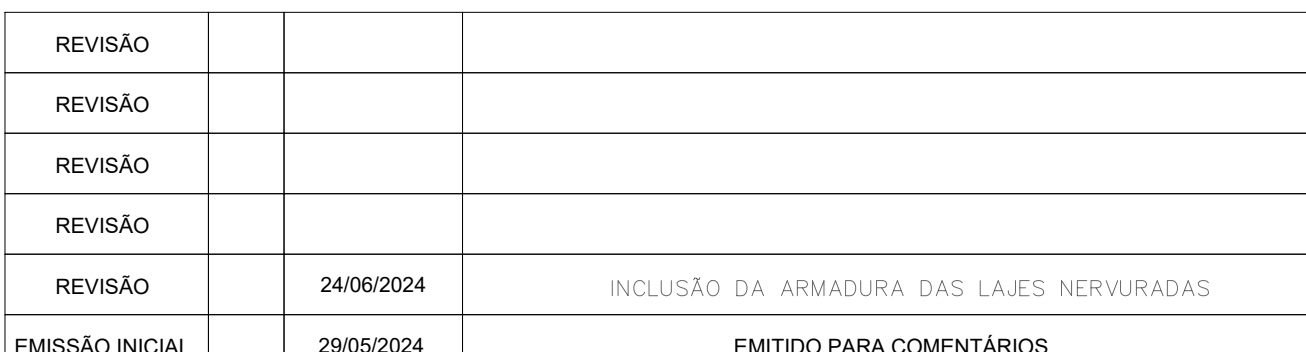 REVISÃO
REVISÃO
REVISÃO
REVISÃO
REVISÃO 24/06/2024 INCLUSÃO DA ARMADURA DAS LAJES NERVURADAS
EMISSÃO INICIAL 29/05/2024 EMITIDO PARA COMENTÁRIOS